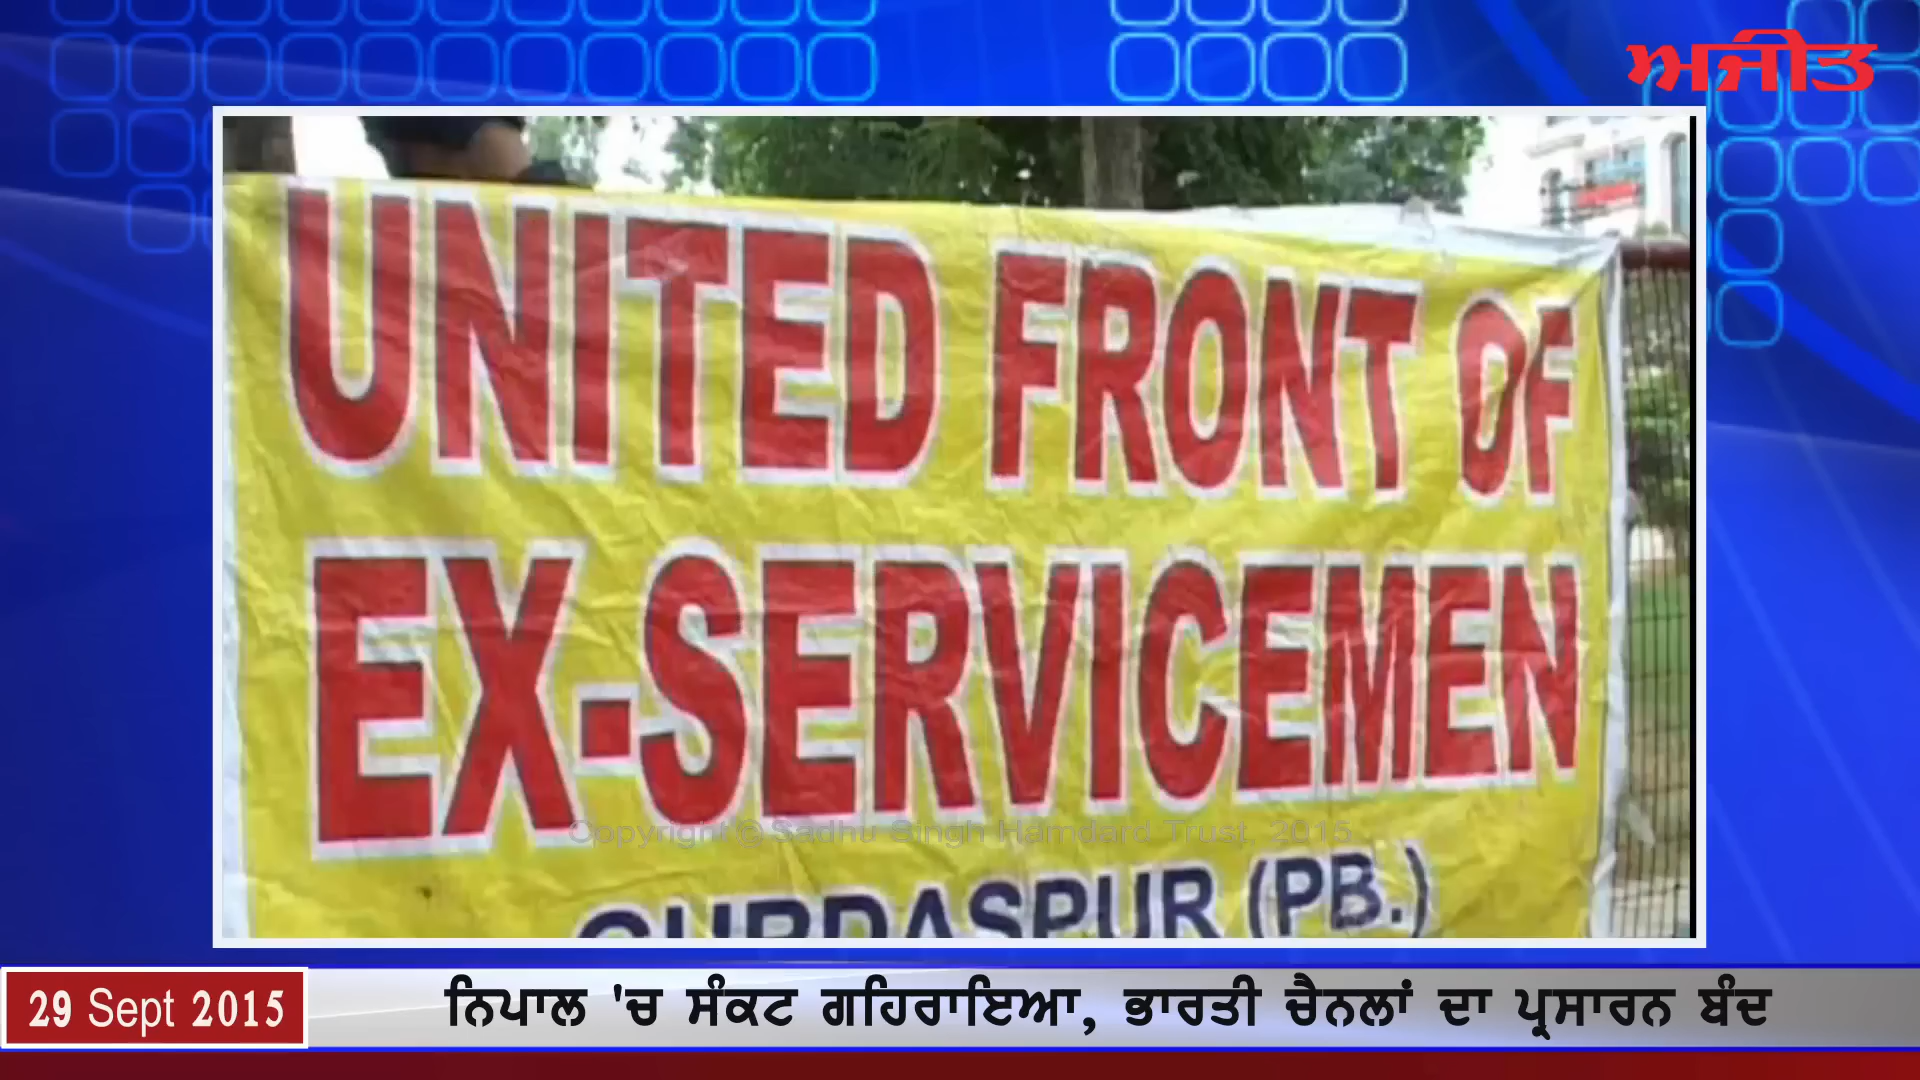 ਅਜੀਤ
UNITED FRONT OF
EX-SERVICEMEN
Copyright © Sadhu Singh Hamdard Trust, 2015
GURDASPUR (PB.)
29 Sept 2015
ਨਿਪਾਲ 'ਚ ਸੰਕਟ ਗਹਿਰਾਇਆ, ਭਾਰਤੀ ਚੈਨਲਾਂ ਦਾ ਪ੍ਰਸਾਰਨ ਬੰਦ